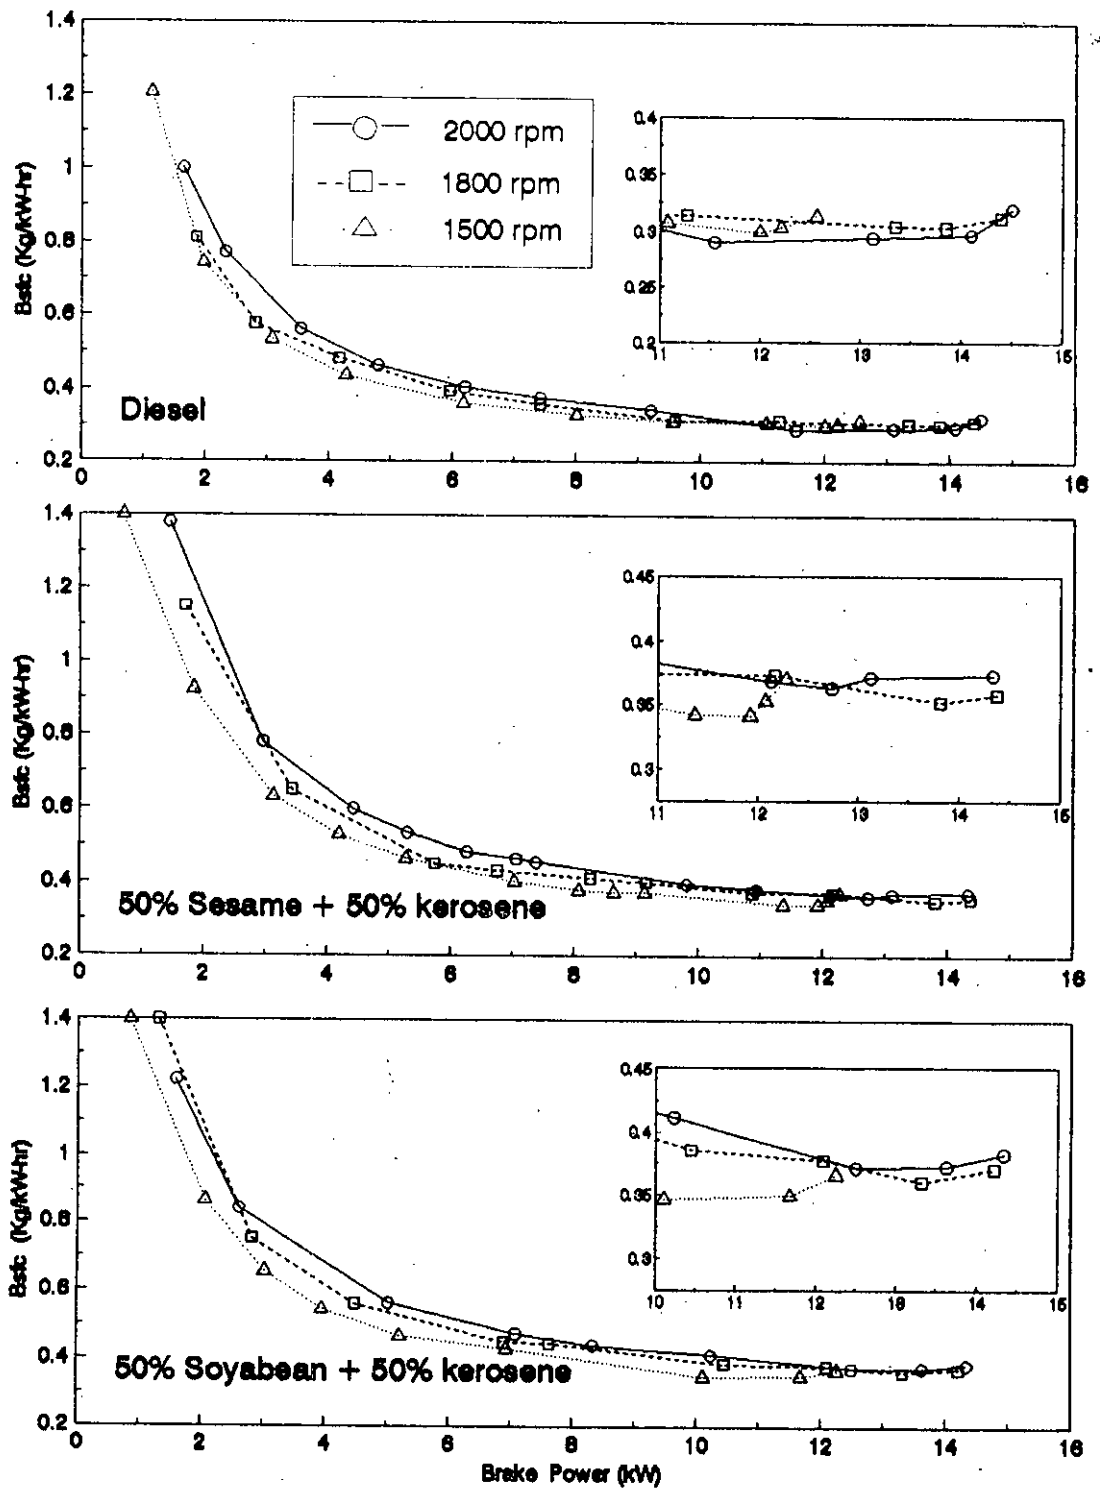 1.4
1.2
1
0.8
0.6
0.4
0.2
Bsfc (Kg/kW-hr)
2000 rpm
1800 rpm
1500 rpm
0.4
0.35
0.3
0.25
0.2
11 12 13 14 15
Diesel
0 2 4 6 8 10 12 14 16
1.4
1.2
1
0.8
0.6
0.4
0.2
Bsfc (Kg/kW-hr)
0.45
0.4
0.35
0.3
11 12 13 14 15
50% Sesame + 50% kerosene
0 2 4 6 8 10 12 14 16
1.4
1.2
1
0.8
0.6
0.4
0.2
Bsfc (Kg/kW-hr)
0.45
0.4
0.35
0.3
10 11 12 13 14 15
50% Soyabean + 50% kerosene
0 2 4 6 8 10 12 14 16
Brake Power (kW)